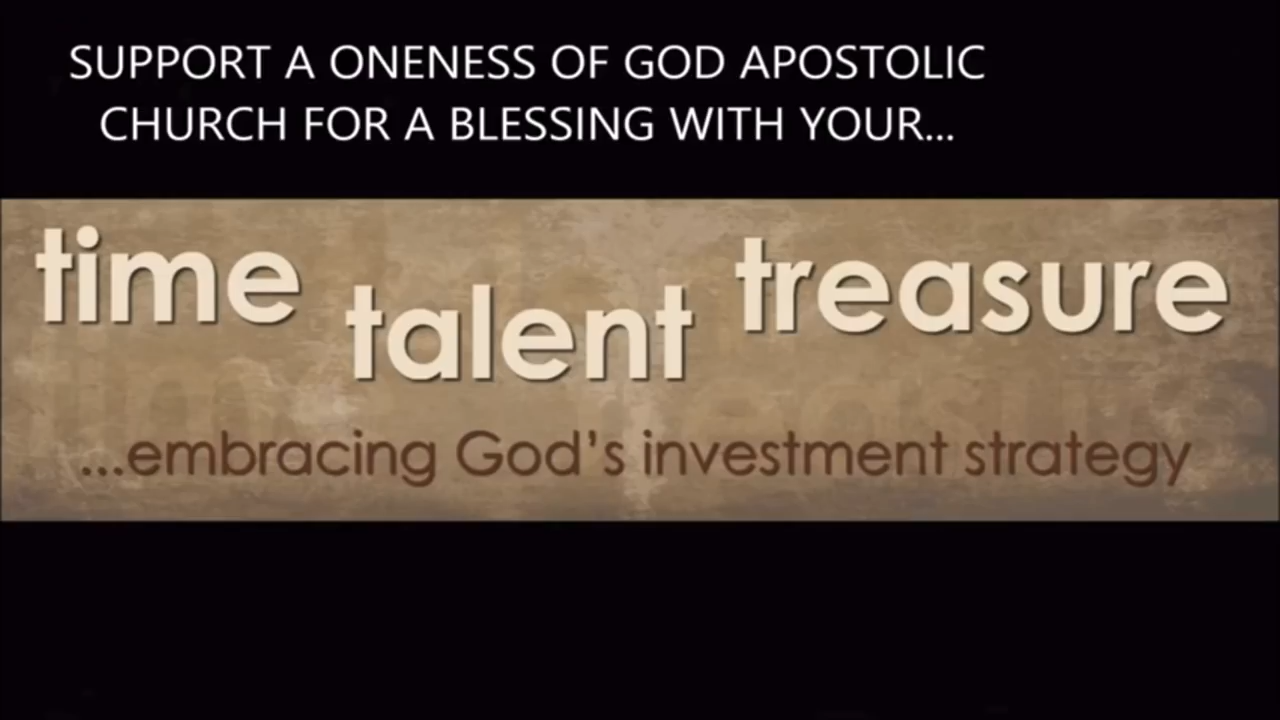 SUPPORT A ONENESS OF GOD APOSTOLIC
CHURCH FOR A BLESSING WITH YOUR...
time talent treasure
...embracing God's investment strategy